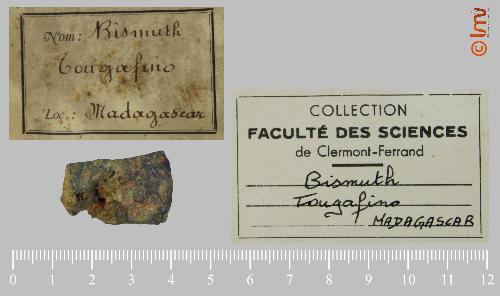 Nom: Bismuth
Tougafino
Loc.: Madagascar
© lmv
COLLECTION
FACULTÉ DES SCIENCES
de Clermont-Ferrand
Bismuth
Tougafino
MADAGASCAR
0 1 2 3 4 5 6 7 8 9 10 11 12